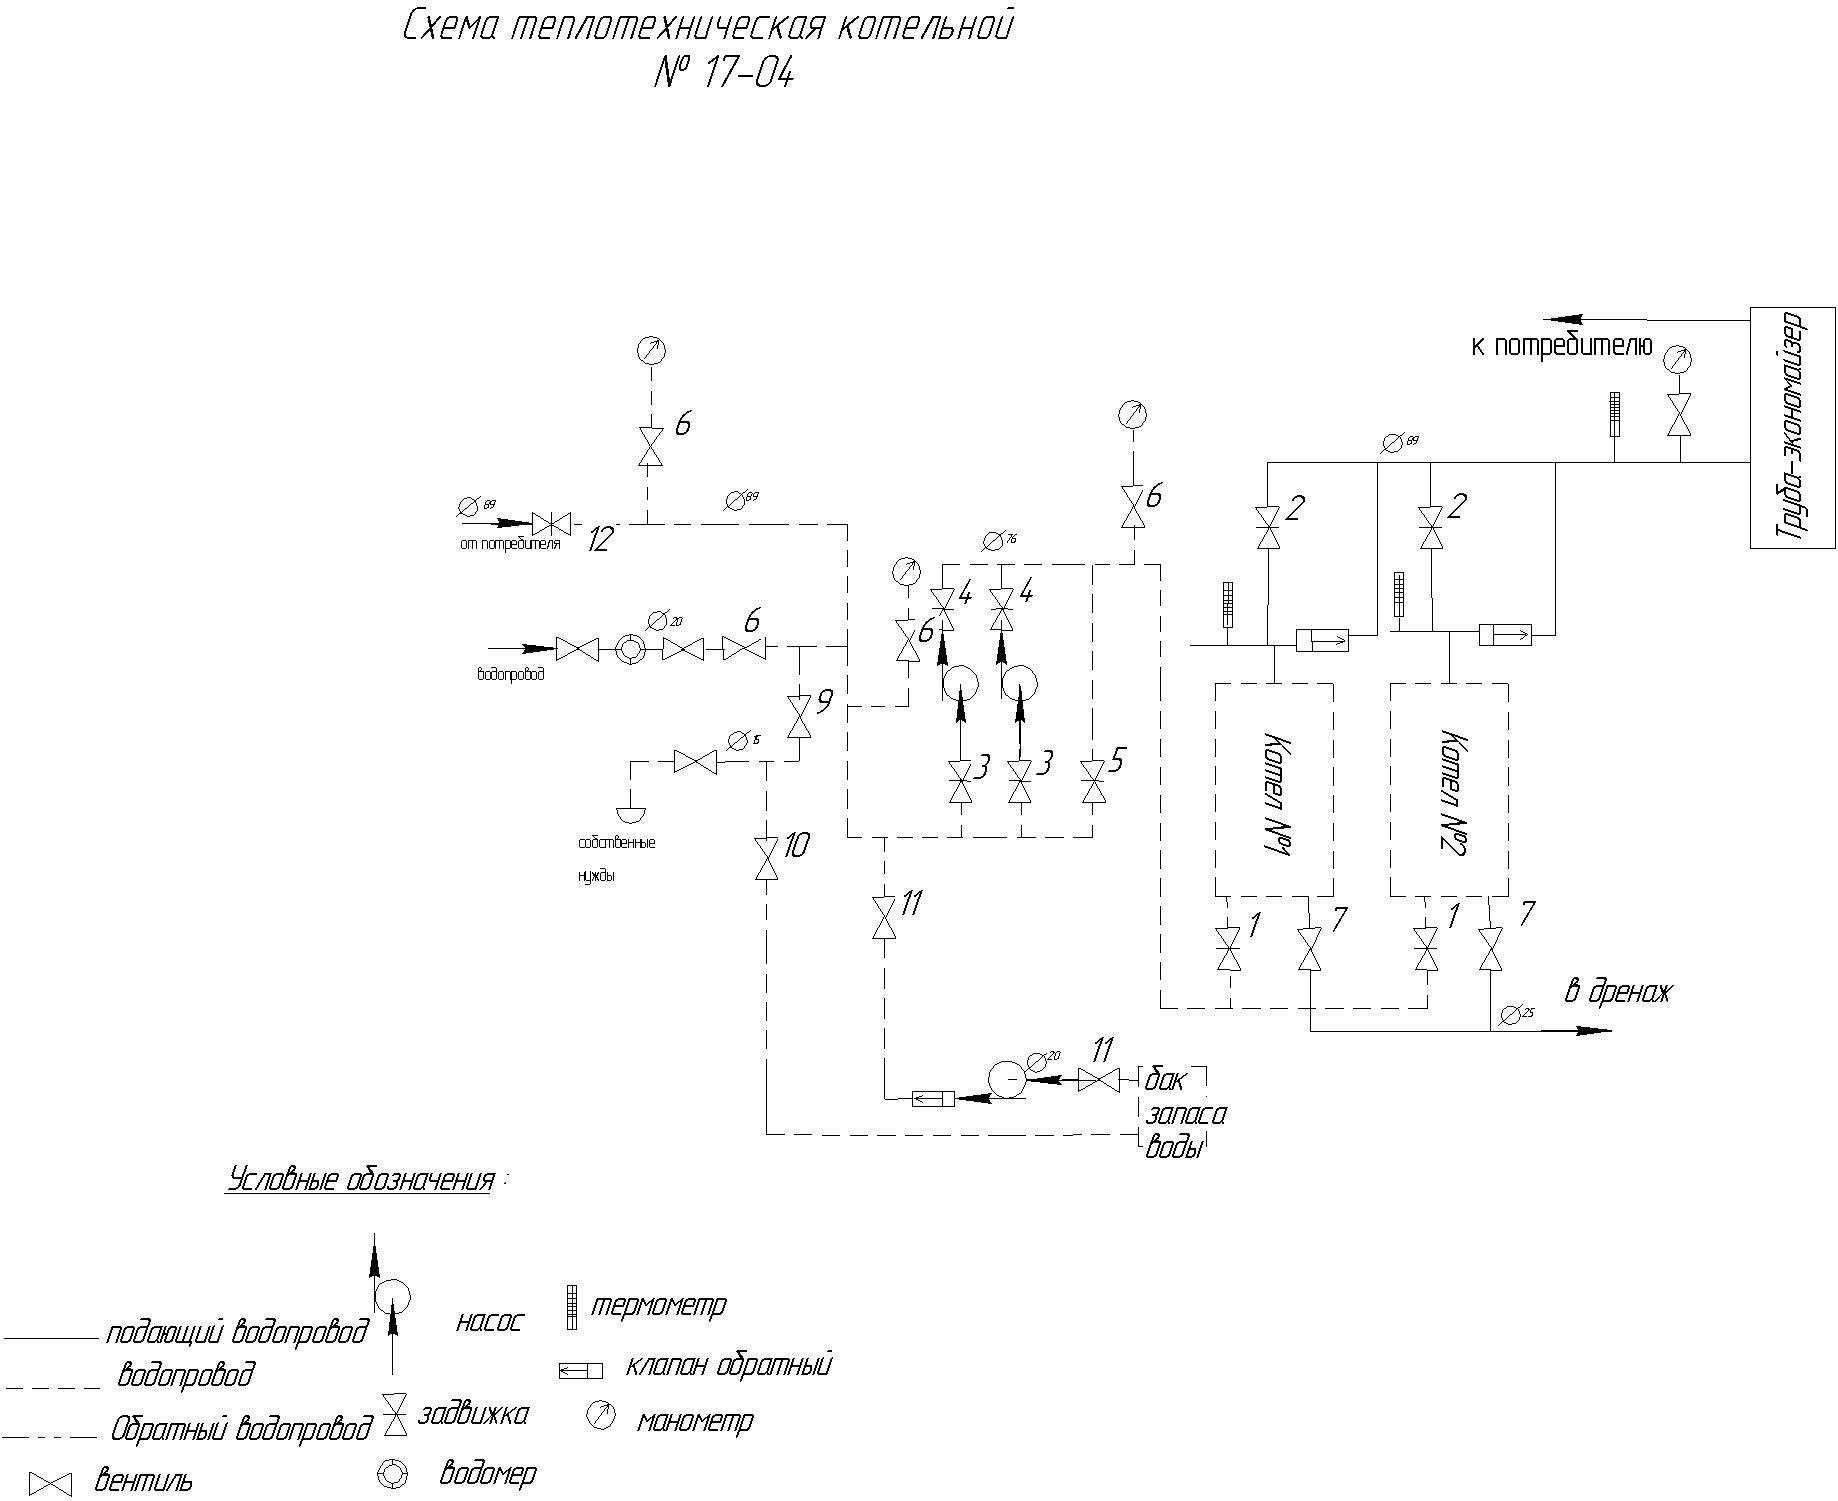 Схема теплотехническая котельной
№ 17-04
к потребителю
Труба-экономайзер
6
⌀89
⌀89
⌀89
от потребителя
12
6
2
2
⌀76
4
4
⌀20
6
6
водопровод
9
⌀15
3
3
5
Котел №1
Котел №2
собственные
нужды
10
11
1
7
1
7
в дренаж
⌀25
⌀20
11
бак
запаса
воды
Условные обозначения :
подающий водопровод
водопровод
Обратный водопровод
вентиль
насос
задвижка
водомер
термометр
клапан обратный
манометр